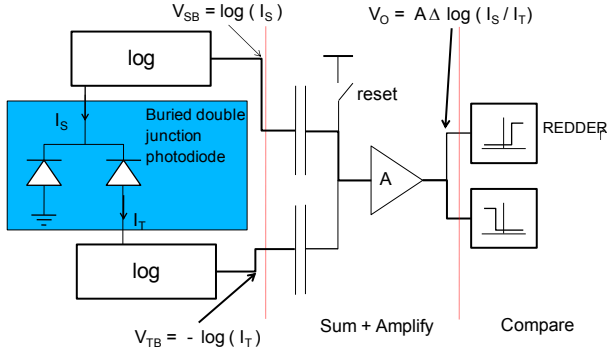 V_SB = log ( I_S )
V_O = A Δ log ( I_S / I_T )
log
reset
I_S
Buried double
junction
photodiode
REDDER
A
I_T
log
V_TB = - log ( I_T )
Sum + Amplify
Compare